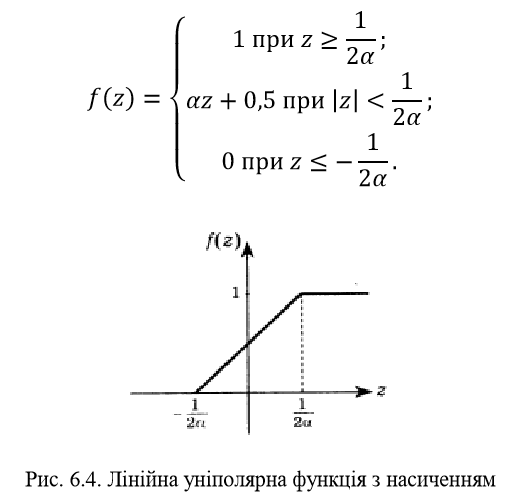 1 при z ≥ 1/2α;
f(z) = { αz + 0,5 при |z| < 1/2α;
0 при z ≤ −1/2α.
f(z)
1
z
−1/2α
1/2α
Рис. 6.4. Лінійна уніполярна функція з насиченням